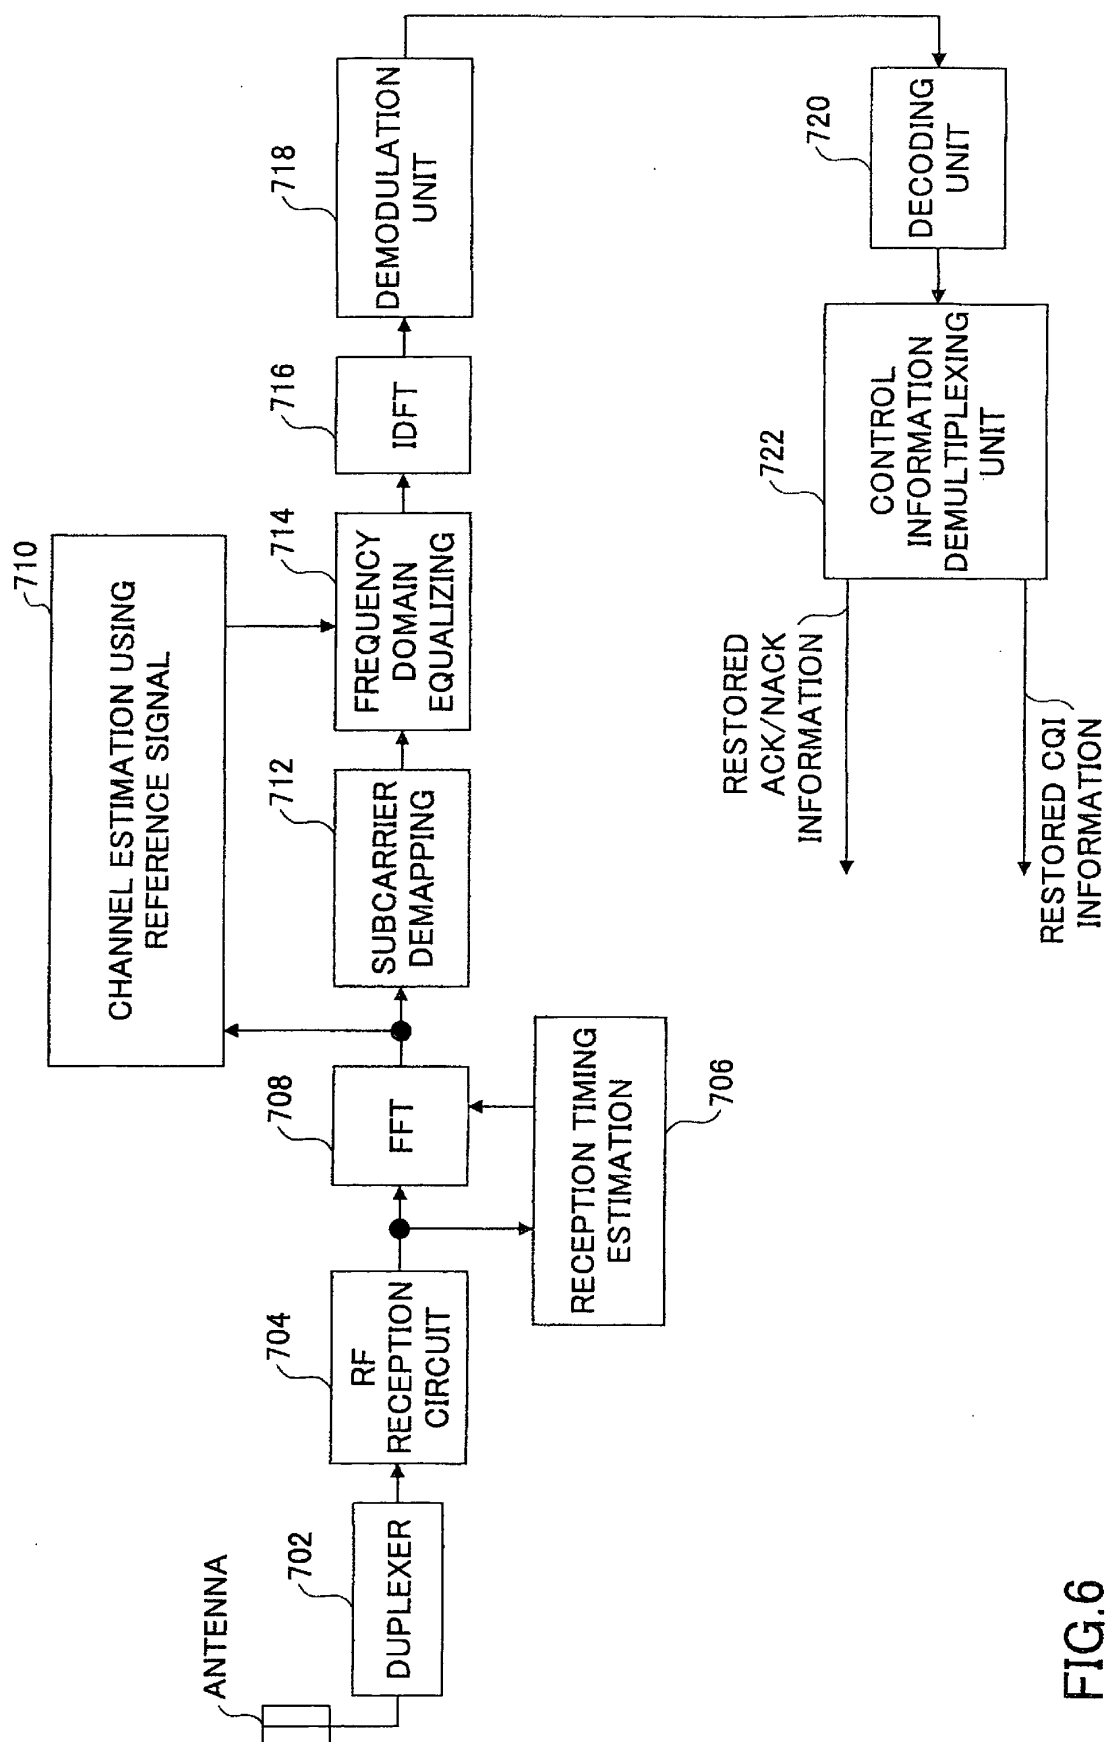 ANTENNA
702
DUPLEXER
704
RF
RECEPTION
CIRCUIT
706
RECEPTION TIMING
ESTIMATION
708
FFT
710
CHANNEL ESTIMATION USING
REFERENCE SIGNAL
712
SUBCARRIER
DEMAPPING
714
FREQUENCY
DOMAIN
EQUALIZING
716
IDFT
718
DEMODULATION
UNIT
720
DECODING
UNIT
722
CONTROL
INFORMATION
DEMULTIPLEXING
UNIT
RESTORED
ACK/NACK
INFORMATION
RESTORED CQI
INFORMATION
FIG.6